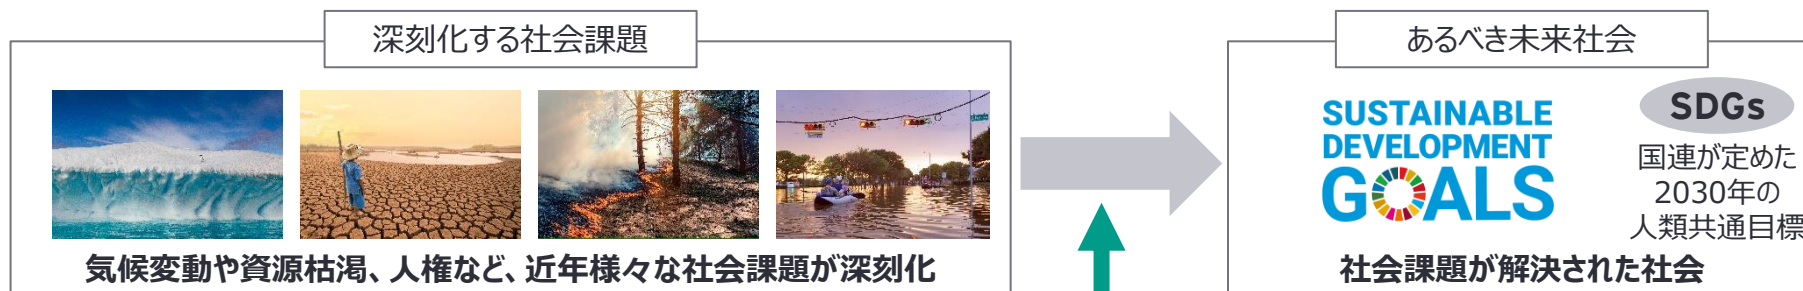 深刻化する社会課題
気候変動や資源枯渇、人権など、近年様々な社会課題が深刻化
あるべき未来社会
SUSTAINABLE
DEVELOPMENT
GOALS
SDGs
国連が定めた
2030年の
人類共通目標
社会課題が解決された社会